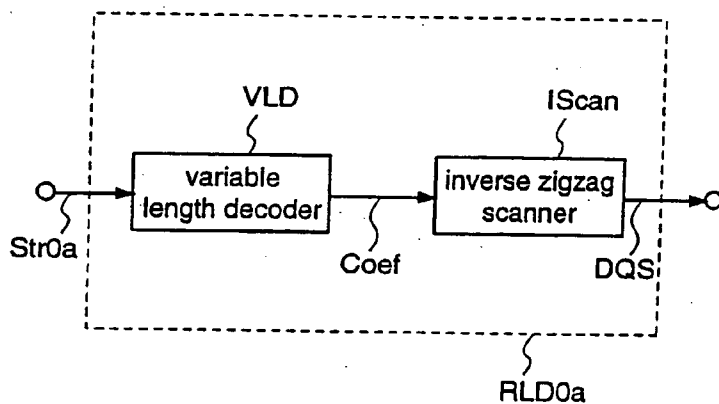 VLD
IScan
variable
length decoder
inverse zigzag
scanner
Str0a
Coef
DQS
RLD0a